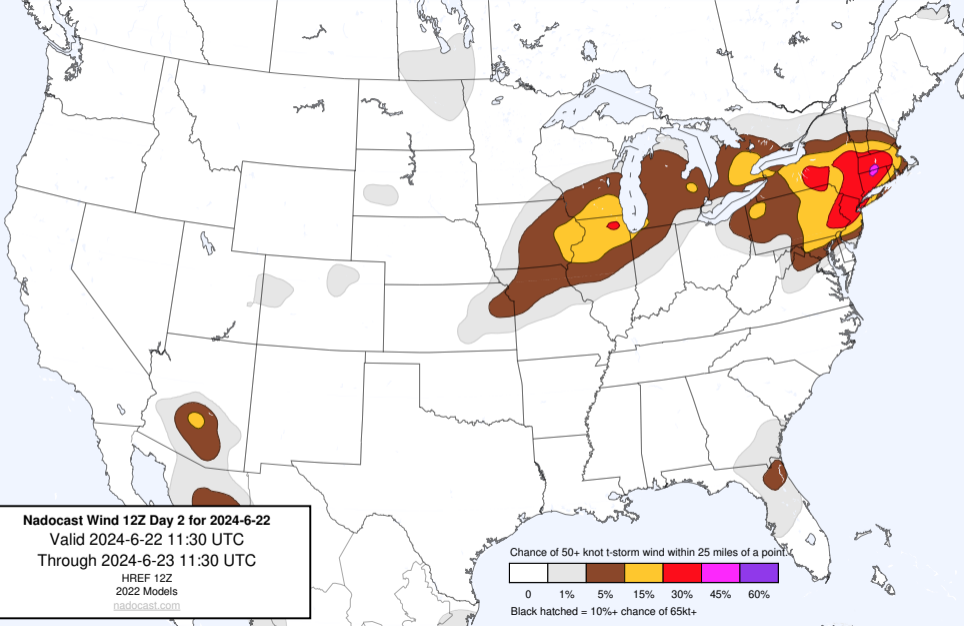 Nadocast Wind 12Z Day 2 for 2024-6-22
Valid 2024-6-22 11:30 UTC
Through 2024-6-23 11:30 UTC
HREF 12Z
2022 Models
nadocast.com
Chance of 50+ knot t-storm wind within 25 miles of a point.
0 1% 5% 15% 30% 45% 60%
Black hatched = 10%+ chance of 65kt+